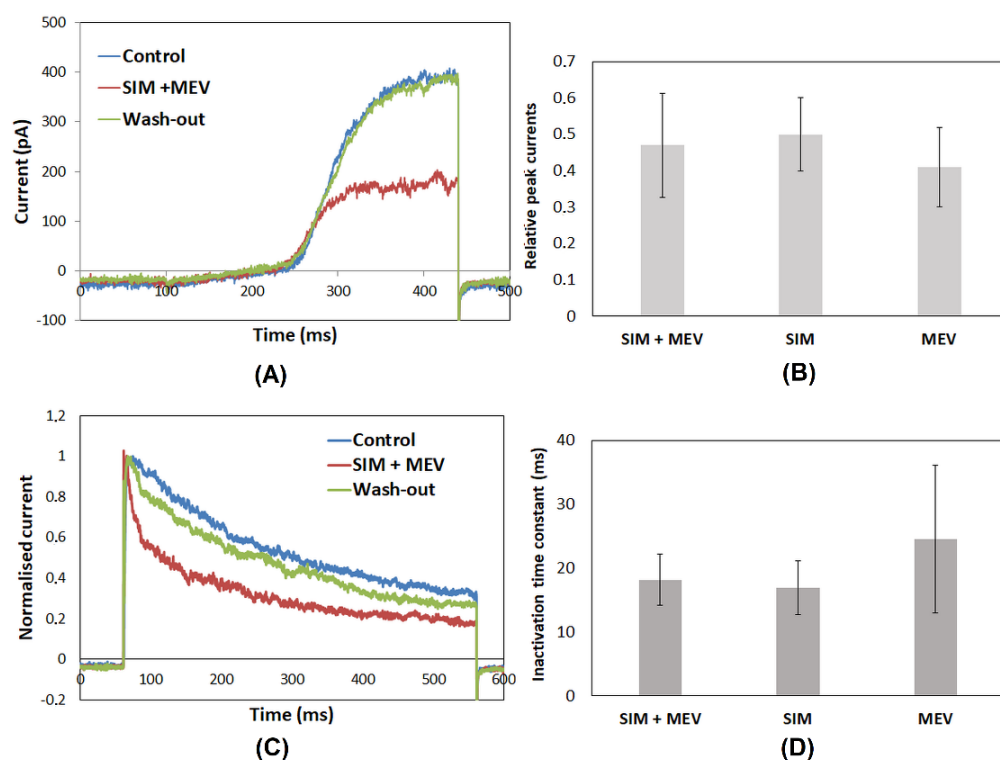 500
400
300
200
100
0
-100
Current (pA)
Control
SIM +MEV
Wash-out
0 100 200 300 400 500
Time (ms)
(A)
0.7
0.6
0.5
0.4
0.3
0.2
0.1
0
Relative peak currents
SIM + MEV SIM MEV
(B)
1,2
1
0.8
0.6
0.4
0.2
0
-0.2
Normalised current
Control
SIM + MEV
Wash-out
0 100 200 300 400 500 600
Time (ms)
(C)
40
30
20
10
0
Inactivation time constant (ms)
SIM + MEV SIM MEV
(D)